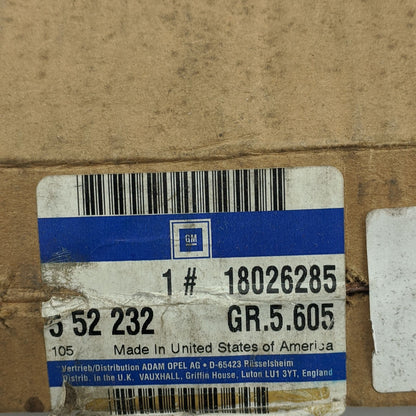 GM
1 # 18026285
5 52 232 GR.5.605
105 Made In United States of America
Vertrieb/Distribution ADAM OPEL AG • D-65423 Rüsselsheim
Distrib. in the U.K. VAUXHALL, Griffin House, Luton LU1 3YT, England